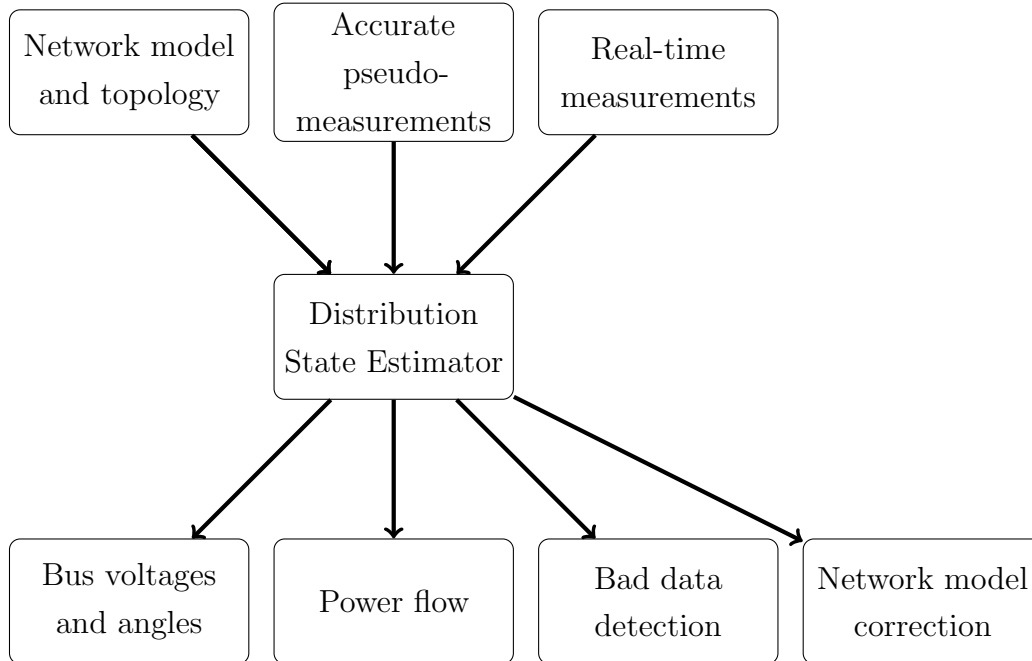 Network model
and topology
Accurate
pseudo-
measurements
Real-time
measurements
Distribution
State Estimator
Bus voltages
and angles
Power flow
Bad data
detection
Network model
correction